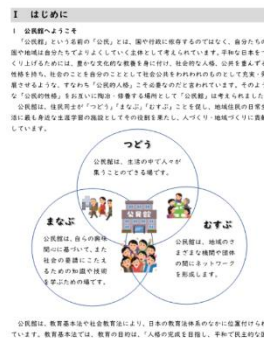 Ⅰ はじめに
1 公民館へようこそ
「公民館」という名前の「公民」とは、国や行政に依存するのではなく、自分たちの
国や地域は自分たちでよりよくしていく主体として考えられています。平和な日本をつ
くり上げるためには、豊かな文化的な教養を身に付け、社会的な人格、公共を重んずる
性格を持ち、社会のことを自分のこととして社会公共をわれわれのものとして充実・発
展させるような、すなわち「公民的人格」こそ必要なのだと言われています。そのよう
な「公民的性格」をお互いに陶冶・修養する場所として「公民館」は考えられました。
公民館は、住民同士が「つどう」「まなぶ」「むすぶ」ことを促し、地域住民の日常生
活に最も身近な生涯学習の施設としてその役割を果たし、人づくり・地域づくりに貢献
しています。
つどう
公民館は、生活の中で人々が
集うことのできる場です。
公民館
まなぶ
公民館は、自らの興味
関心に基づいて、また
社会の要請にこたえ
るための知識や技術
を学ぶための場です。
むすぶ
公民館は、地域のさ
まざまな機関や団体
の間にネットワーク
を形成します。
公民館は、教育基本法や社会教育法により、日本の教育法体系のなかに位置付けられ
ています。教育基本法では、教育の目的は、「人格の完成を目指し、平和で民主的な国